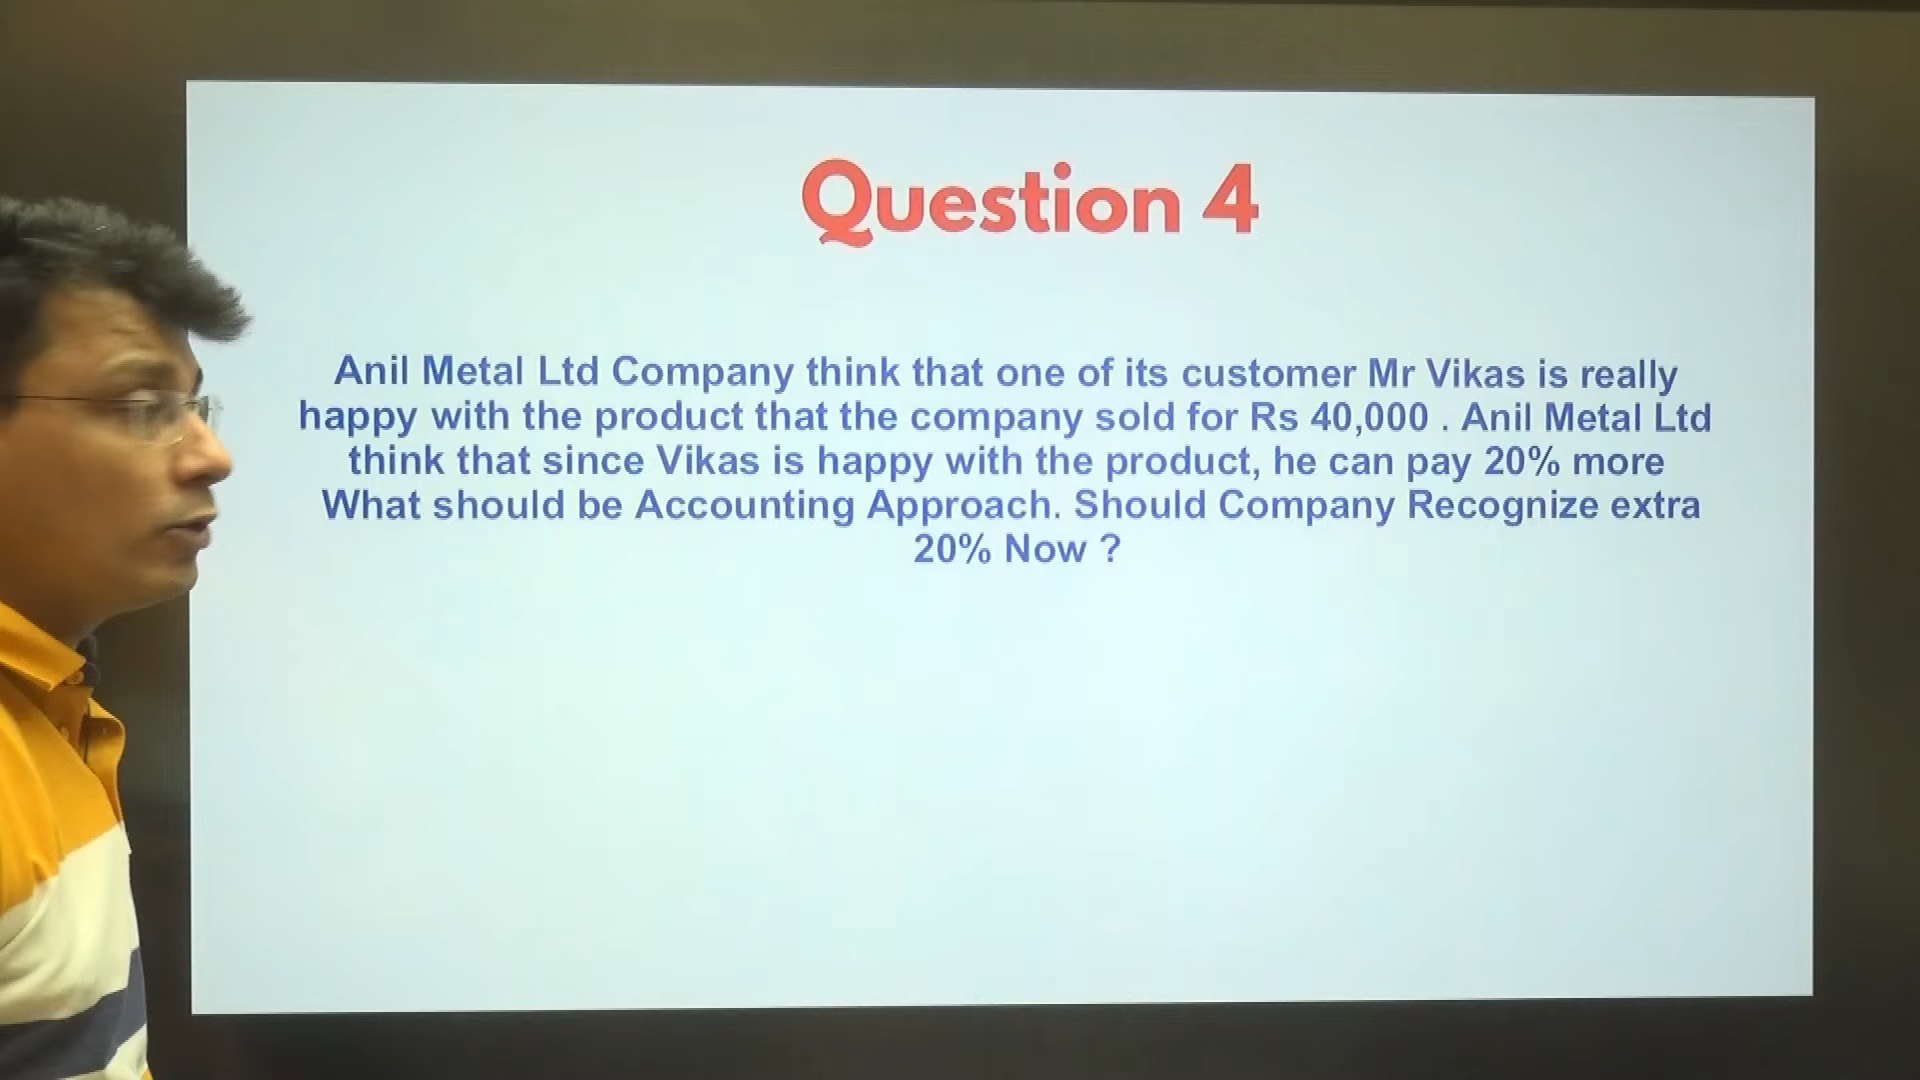 Question 4
Anil Metal Ltd Company think that one of its customer Mr Vikas is really
happy with the product that the company sold for Rs 40,000 . Anil Metal Ltd
think that since Vikas is happy with the product, he can pay 20% more
What should be Accounting Approach. Should Company Recognize extra
20% Now ?